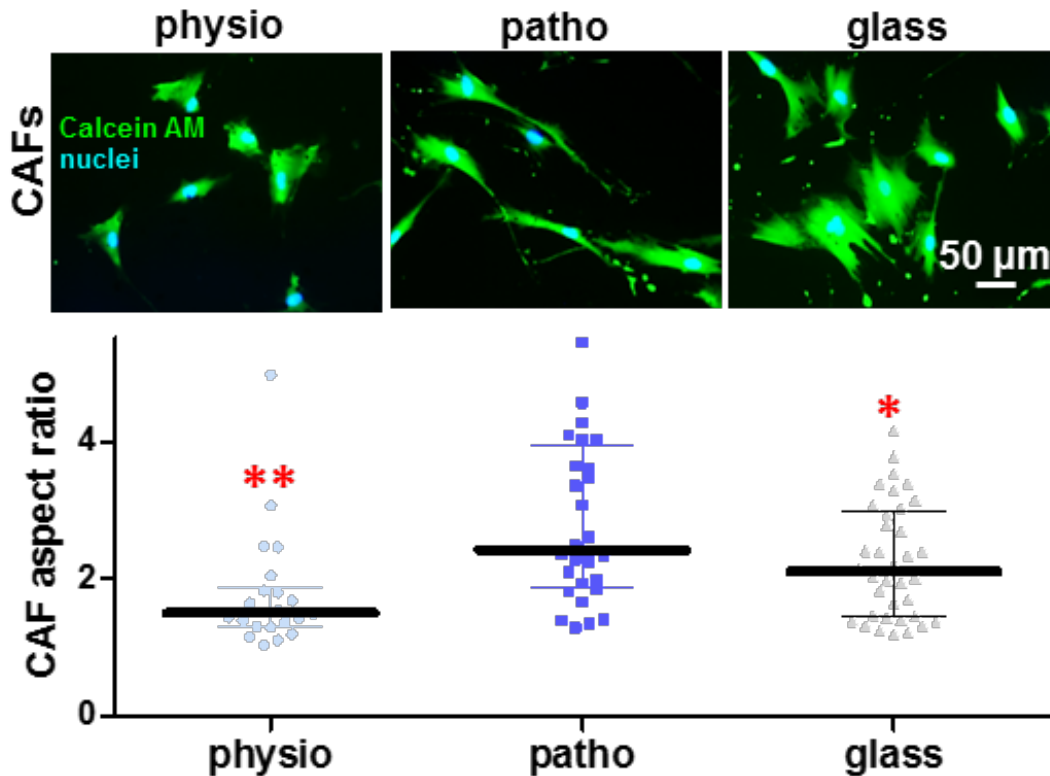 physio patho glass
CAFs
Calcein AM
nuclei
50 µm
CAF aspect ratio
4
**
*
2
0
physio patho glass